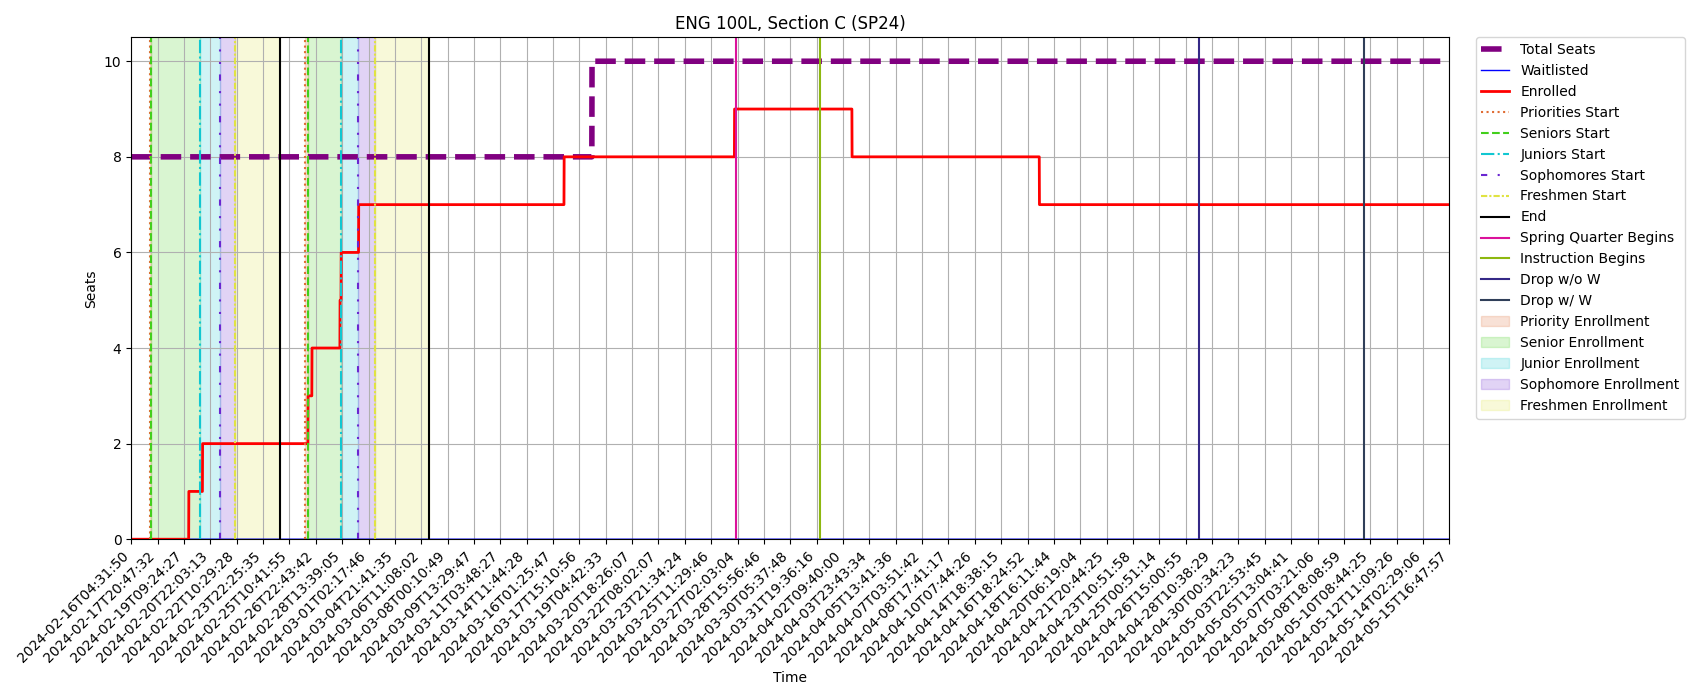 ENG 100L, Section C (SP24)
10
8
6
4
2
0
Seats
2024-02-16T04:31:50
2024-02-17T20:47:32
2024-02-19T09:24:27
2024-02-20T22:03:13
2024-02-22T10:29:28
2024-02-23T22:25:35
2024-02-25T10:41:55
2024-02-26T22:43:42
2024-02-28T13:39:05
2024-03-01T02:17:46
2024-03-04T21:41:35
2024-03-06T11:08:02
2024-03-08T00:10:49
2024-03-09T13:29:47
2024-03-11T03:48:27
2024-03-14T11:44:28
2024-03-16T01:25:47
2024-03-17T15:10:56
2024-03-19T04:42:33
2024-03-20T18:26:07
2024-03-22T08:02:07
2024-03-23T21:34:24
2024-03-25T11:29:46
2024-03-27T02:03:04
2024-03-28T15:56:46
2024-03-30T05:37:48
2024-03-31T19:36:16
2024-04-02T09:40:00
2024-04-03T23:43:34
2024-04-05T13:41:36
2024-04-07T03:51:42
2024-04-08T17:41:17
2024-04-10T07:44:26
2024-04-14T18:38:15
2024-04-16T18:24:52
2024-04-18T16:11:44
2024-04-20T06:19:04
2024-04-21T20:44:25
2024-04-23T10:51:58
2024-04-25T00:51:14
2024-04-26T15:00:55
2024-04-28T10:38:29
2024-04-30T00:34:23
2024-05-03T22:53:45
2024-05-05T13:04:41
2024-05-07T03:21:06
2024-05-08T18:08:59
2024-05-10T08:44:25
2024-05-12T11:09:26
2024-05-14T02:29:06
2024-05-15T16:47:57
Time
Total Seats
Waitlisted
Enrolled
Priorities Start
Seniors Start
Juniors Start
Sophomores Start
Freshmen Start
End
Spring Quarter Begins
Instruction Begins
Drop w/o W
Drop w/ W
Priority Enrollment
Senior Enrollment
Junior Enrollment
Sophomore Enrollment
Freshmen Enrollment